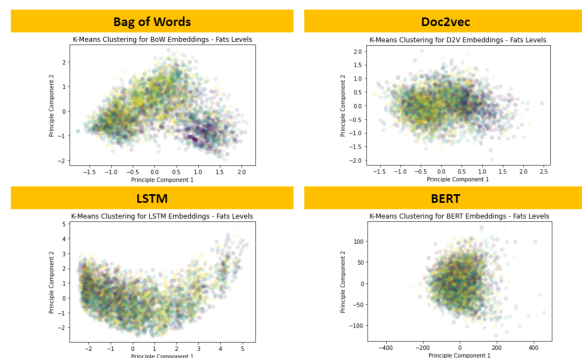 Bag of Words
Doc2vec
K-Means Clustering for BoW Embeddings - Fats Levels
K-Means Clustering for D2V Embeddings - Fats Levels
Principle Component 2
2
1
0
-1
-2
-1.5 -1.0 -0.5 0.0 0.5 1.0 1.5 2.0
Principle Component 1
Principle Component 2
2.0
1.5
1.0
0.5
0.0
-0.5
-1.0
-1.5
-2.0
-1.5 -1.0 -0.5 0.0 0.5 1.0 1.5 2.0 2.5
Principle Component 1
LSTM
BERT
K-Means Clustering for LSTM Embeddings - Fats Levels
K-Means Clustering for BERT Embeddings - Fats Levels
Principle Component 2
5
4
3
2
1
0
-1
-2
-2 -1 0 1 2 3 4 5
Principle Component 1
Principle Component 2
100
50
0
-50
-100
-400 -200 0 200 400
Principle Component 1